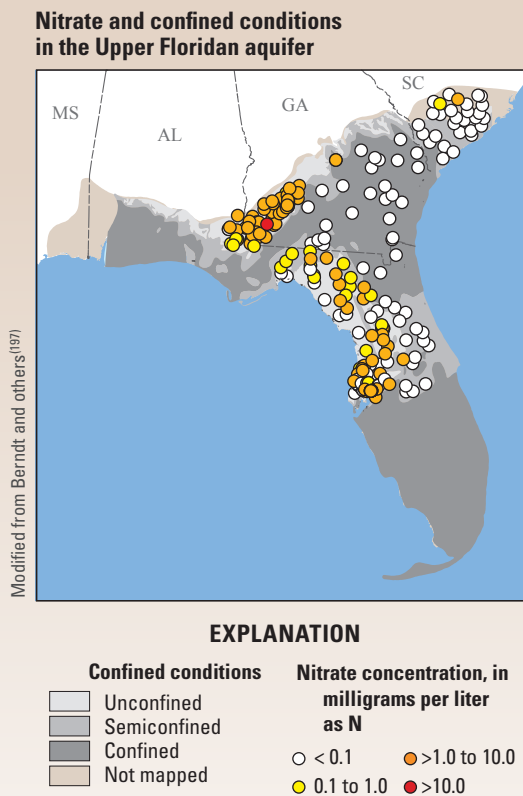 Nitrate and confined conditions
in the Upper Floridan aquifer
MS
AL
GA
SC
Modified from Berndt and others(197)
EXPLANATION
Confined conditions
Unconfined
Semiconfined
Confined
Not mapped
Nitrate concentration, in
milligrams per liter
as N
< 0.1
>1.0 to 10.0
0.1 to 1.0
>10.0